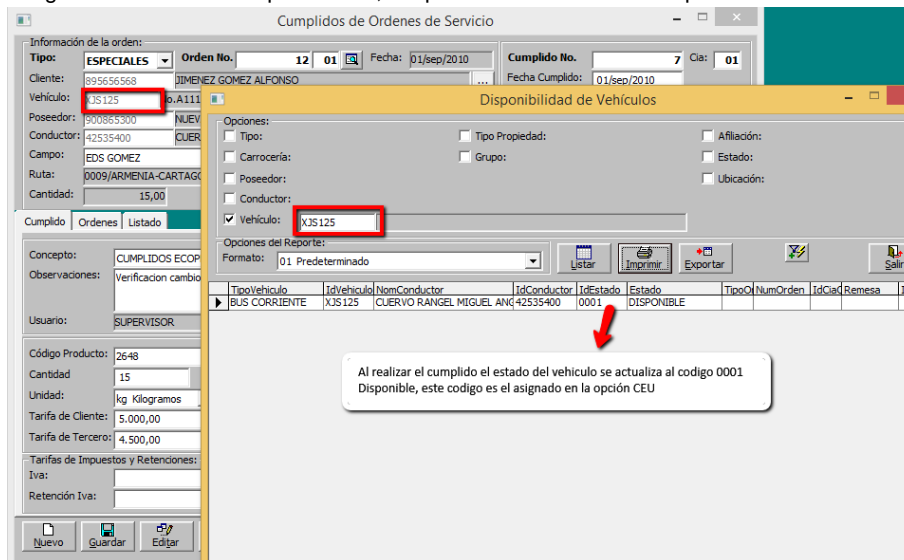 Cumplidos de Ordenes de Servicio
Información de la orden:
Tipo: ESPECIALES Orden No. 12 01 Fecha: 01/sep/2010 Cumplido No. 7 Cia: 01
Cliente: 895656568 JIMENEZ GOMEZ ALFONSO ... Fecha Cumplido: 01/sep/2010
Vehículo: XJS125 o.A111
Poseedor: 900865300 NUEV
Conductor: 42535400 CUER
Campo: EDS GOMEZ
Ruta: 0009/ARMENIA-CARTAGO
Cantidad: 15,00
Cumplido Ordenes Listado
Concepto: CUMPLIDOS ECOP
Observaciones: Verificacion cambio
Usuario: SUPERVISOR
Código Producto: 2648
Cantidad 15
Unidad: kg Kilogramos
Tarifa de Cliente: 5.000,00
Tarifa de Tercero: 4.500,00
Tarifas de Impuestos y Retenciones:
Iva:
Retención Iva:
Nuevo Guardar Editar
Disponibilidad de Vehículos
Opciones:
Tipo: Tipo Propiedad: Afiliación:
Carrocería: Grupo: Estado:
Poseedor: Ubicación:
Conductor:
Vehículo: XJS125
Opciones del Reporte:
Formato: 01 Predeterminado Listar Imprimir Exportar Salir
TipoVehiculo IdVehiculo NomConductor IdConductor IdEstado Estado TipoO NumOrden IdCiaC Remesa
BUS CORRIENTE XJS125 CUERVO RANGEL MIGUEL ANG 42535400 0001 DISPONIBLE
Al realizar el cumplido el estado del vehiculo se actualiza al codigo 0001
Disponible, este codigo es el asignado en la opción CEU